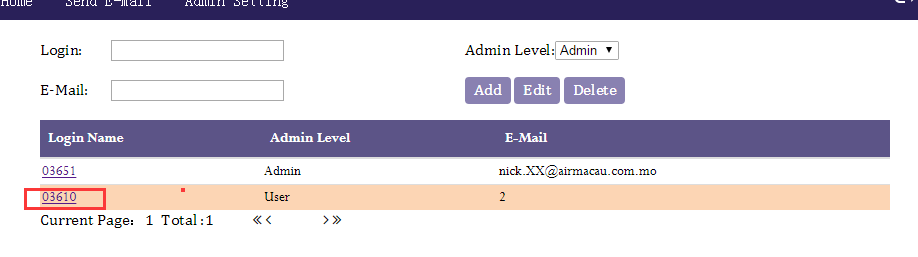 Home Send E-mail Admin Setting
Login: Admin Level: Admin
E-Mail: Add Edit Delete
Login Name Admin Level E-Mail
03651 Admin nick.XX@airmacau.com.mo
03610 User 2
Current Page: 1 Total:1 « < > »